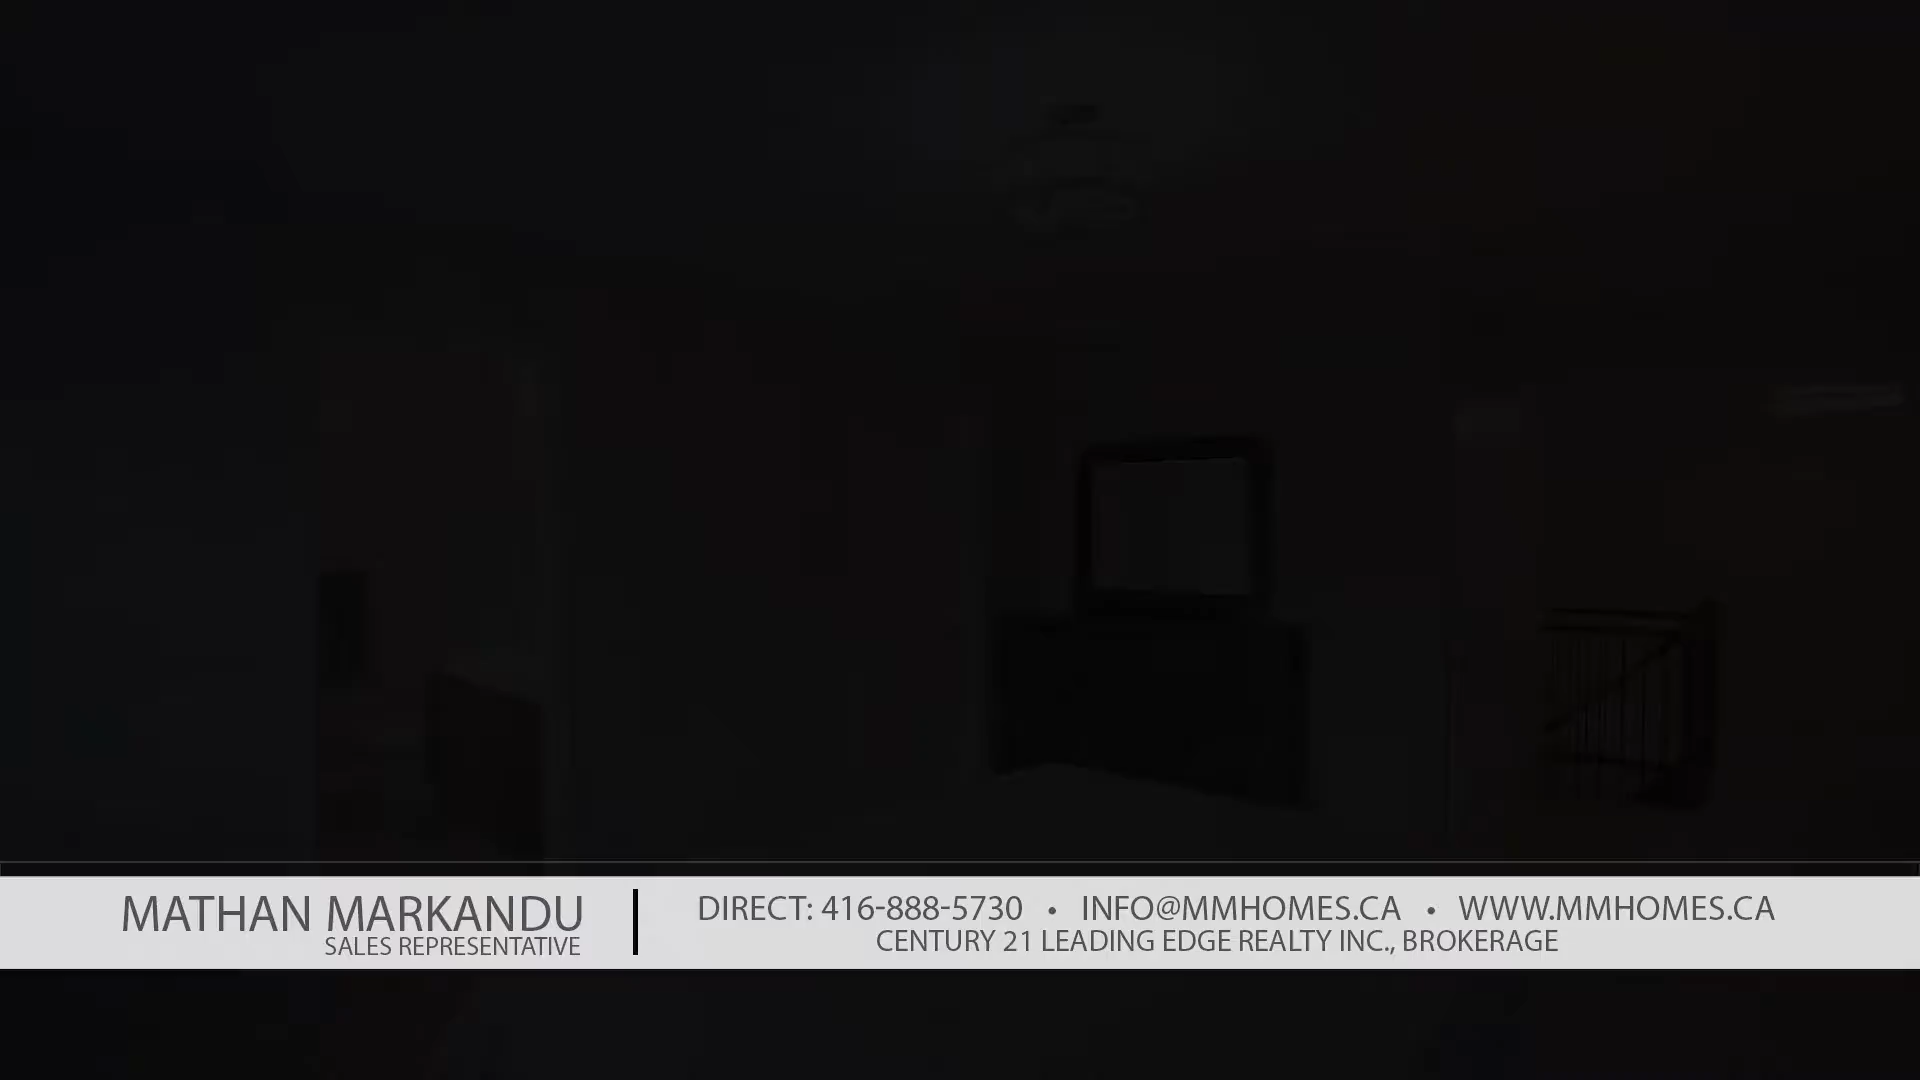 MATHAN MARKANDU
SALES REPRESENTATIVE
DIRECT: 416-888-5730 • INFO@MMHOMES.CA • WWW.MMHOMES.CA
CENTURY 21 LEADING EDGE REALTY INC., BROKERAGE